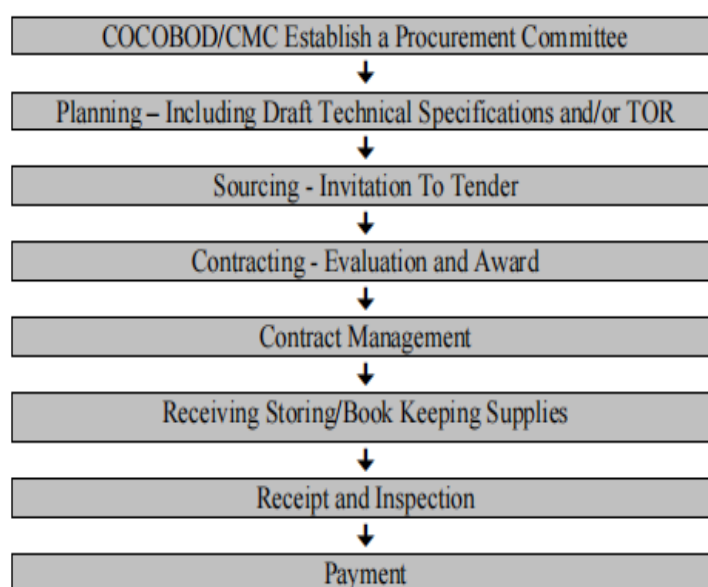 COCOBOD/CMC Establish a Procurement Committee
Planning – Including Draft Technical Specifications and/or TOR
Sourcing - Invitation To Tender
Contracting - Evaluation and Award
Contract Management
Receiving Storing/Book Keeping Supplies
Receipt and Inspection
Payment